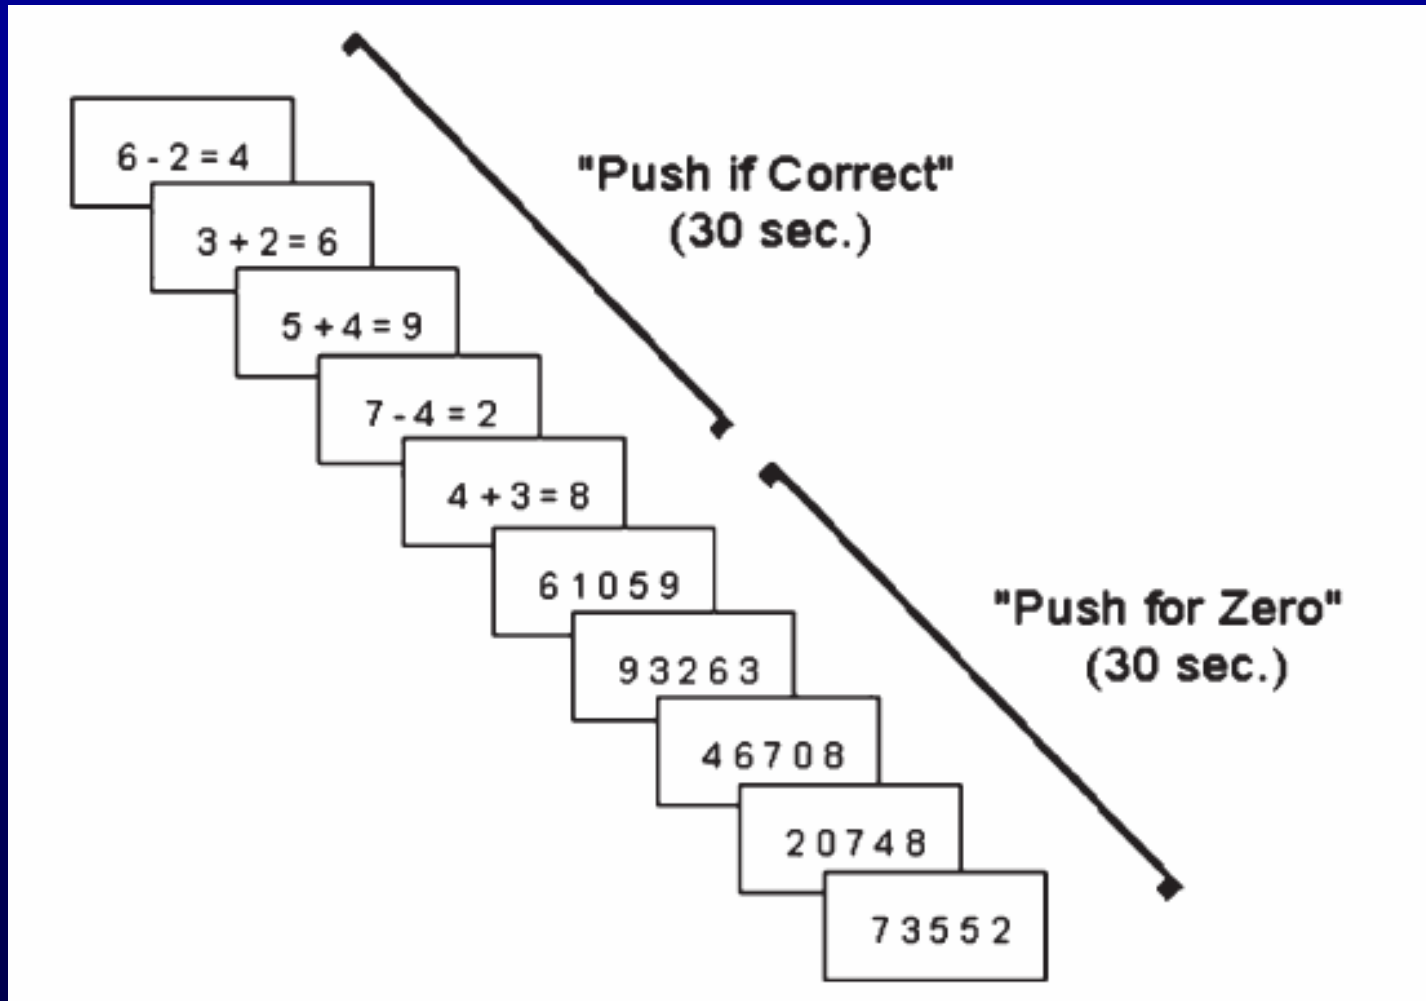 6 - 2 = 4
3 + 2 = 6
5 + 4 = 9
7 - 4 = 2
4 + 3 = 8
"Push if Correct"
(30 sec.)
6 1 0 5 9
9 3 2 6 3
4 6 7 0 8
2 0 7 4 8
7 3 5 5 2
"Push for Zero"
(30 sec.)